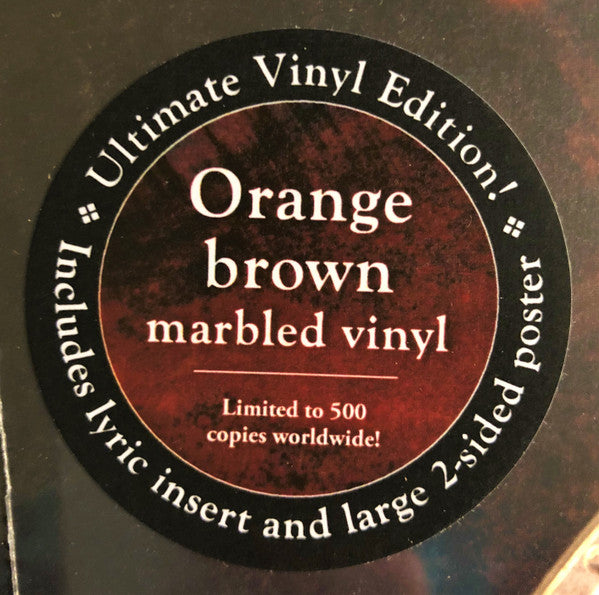 Ultimate Vinyl Edition!
Orange
brown
marbled vinyl
Limited to 500
copies worldwide!
Includes lyric insert and large 2-sided poster